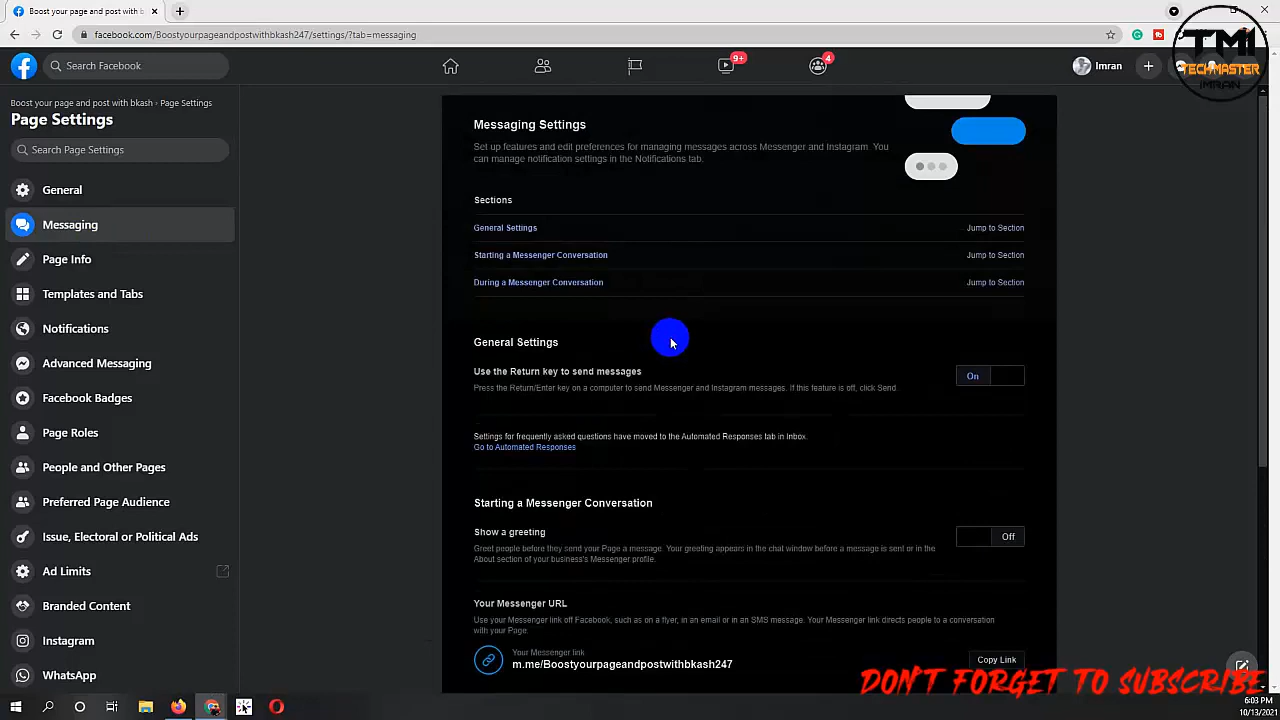 Boost your page and post with b
facebook.com/Boostyourpageandpostwithbkash247/settings/?tab=messaging
TMI
TECHMASTER
IMRAN
Search Facebook
9+
4
Imran
Boost your page and post with bkash › Page Settings
Page Settings
Search Page Settings
General
Messaging
Page Info
Templates and Tabs
Notifications
Advanced Messaging
Page Roles
People and Other Pages
Preferred Page Audience
Issue, Electoral or Political Ads
Ad Limits
Branded Content
Instagram
WhatsApp
Messaging Settings
Set up features and edit preferences for managing messages across Messenger and Instagram. You
can manage notification settings in the Notifications tab.
Sections
General Settings Jump to Section
Starting a Messenger Conversation Jump to Section
During a Messenger Conversation Jump to Section
General Settings
Use the Return key to send messages
On
Press the Return/Enter key on a computer to send Messenger and Instagram messages. If this feature is off, click Send.
Settings for frequently asked questions have moved to the Automated Responses tab in Inbox.
Go to Automated Responses
Starting a Messenger Conversation
Show a greeting
Off
Greet people before they send your Page a message. Your greeting appears in the chat window before a message is sent or in the
About section of your business's Messenger profile.
Your Messenger URL
Use your Messenger link off Facebook, such as on a flyer, in an email or in an SMS message. Your Messenger link directs people to a conversation
with your Page.
Your Messenger link
m.me/Boostyourpageandpostwithbkash247
Copy Link
DON'T FORGET TO SUBSCRIBE
6:03 PM
10/13/2021